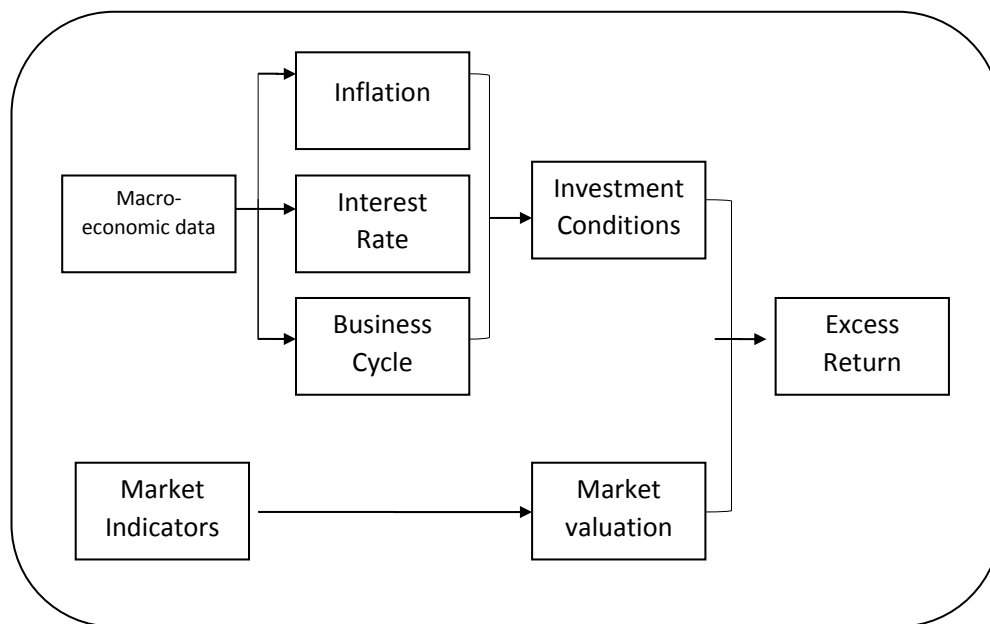 Inflation
Macro-
economic data
Interest
Rate
Investment
Conditions
Business
Cycle
Excess
Return
Market
Indicators
Market
valuation